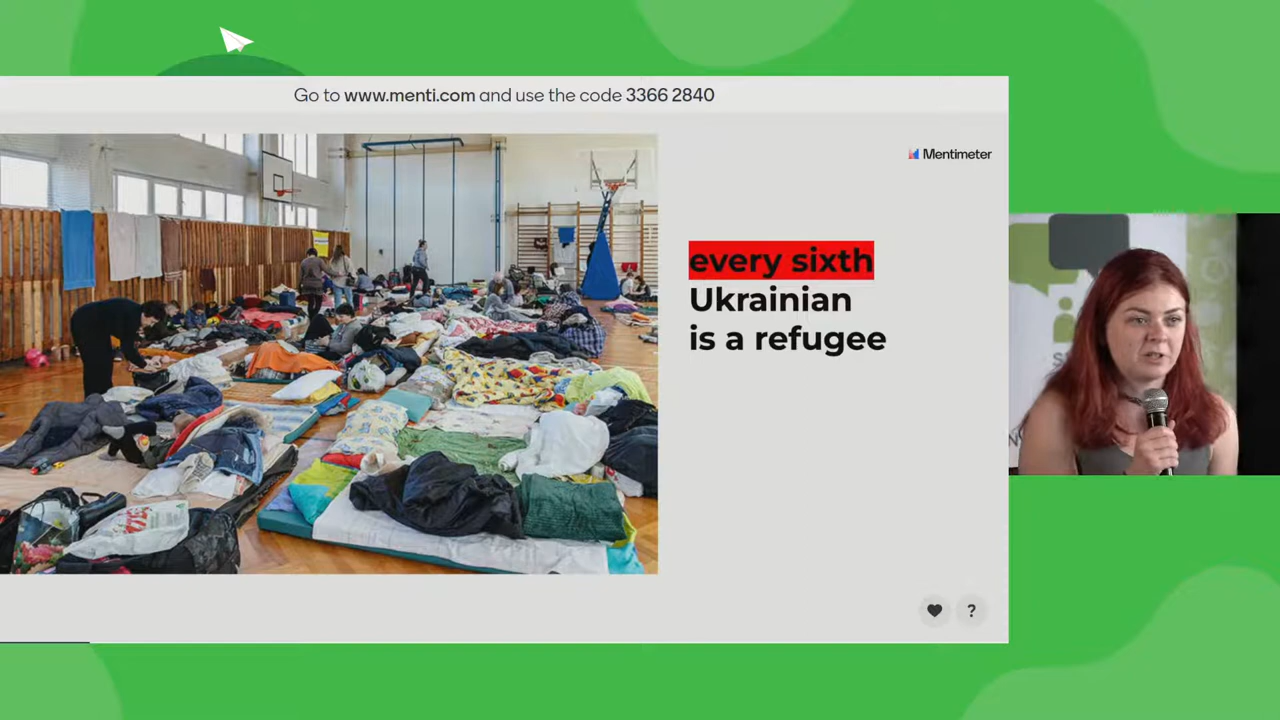 Go to www.menti.com and use the code 3366 2840
Mentimeter
every sixth
Ukrainian
is a refugee
?